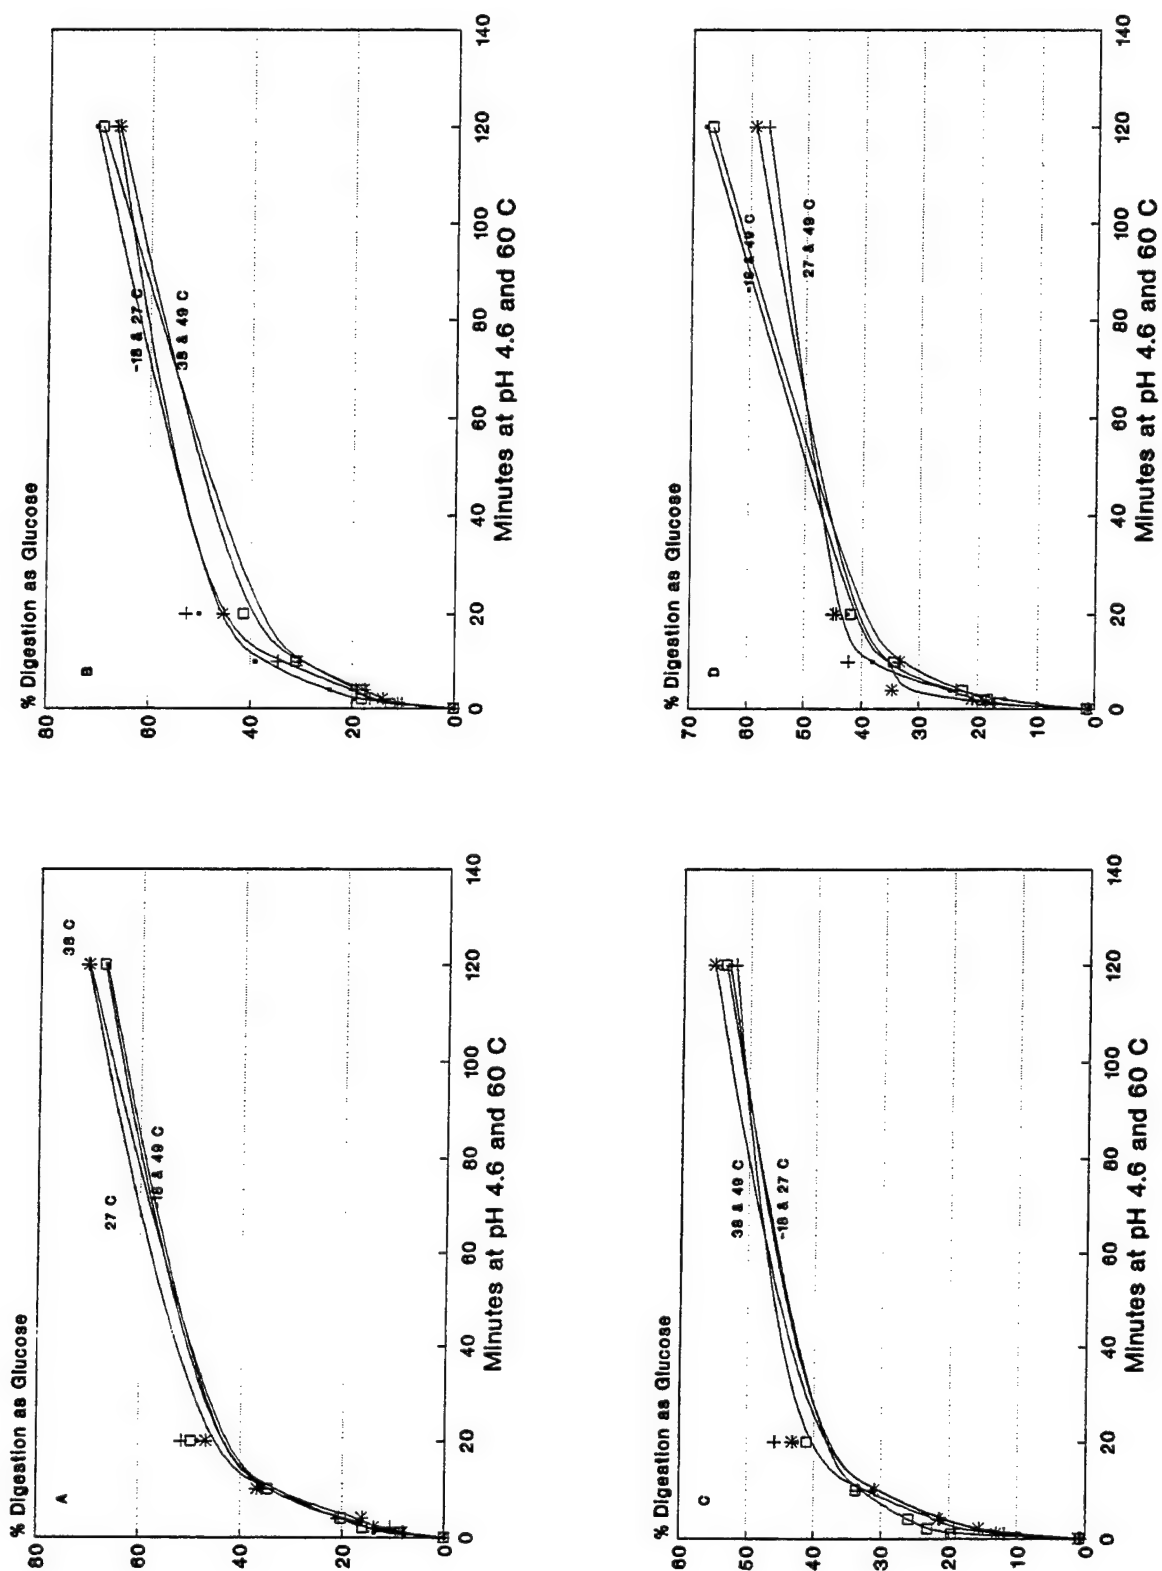 % Digestion as Glucose
80
A
38 C
27 C
60
-18 & 49 C
40
20
0
0 20 40 60 80 100 120 140
Minutes at pH 4.6 and 60 C
% Digestion as Glucose
80
B
60
-18 & 27 C
38 & 49 C
40
20
0
0 20 40 60 80 100 120 140
Minutes at pH 4.6 and 60 C
% Digestion as Glucose
60
C
50
38 & 49 C
40
-18 & 27 C
30
20
10
0
0 20 40 60 80 100 120 140
Minutes at pH 4.6 and 60 C
% Digestion as Glucose
70
D
60
-18 & 49 C
50
27 & 49 C
40
30
20
10
0
0 20 40 60 80 100 120 140
Minutes at pH 4.6 and 60 C